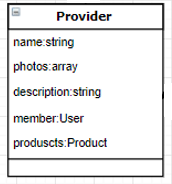 Provider
name:string
photos:array
description:string
member:User
produscts:Product